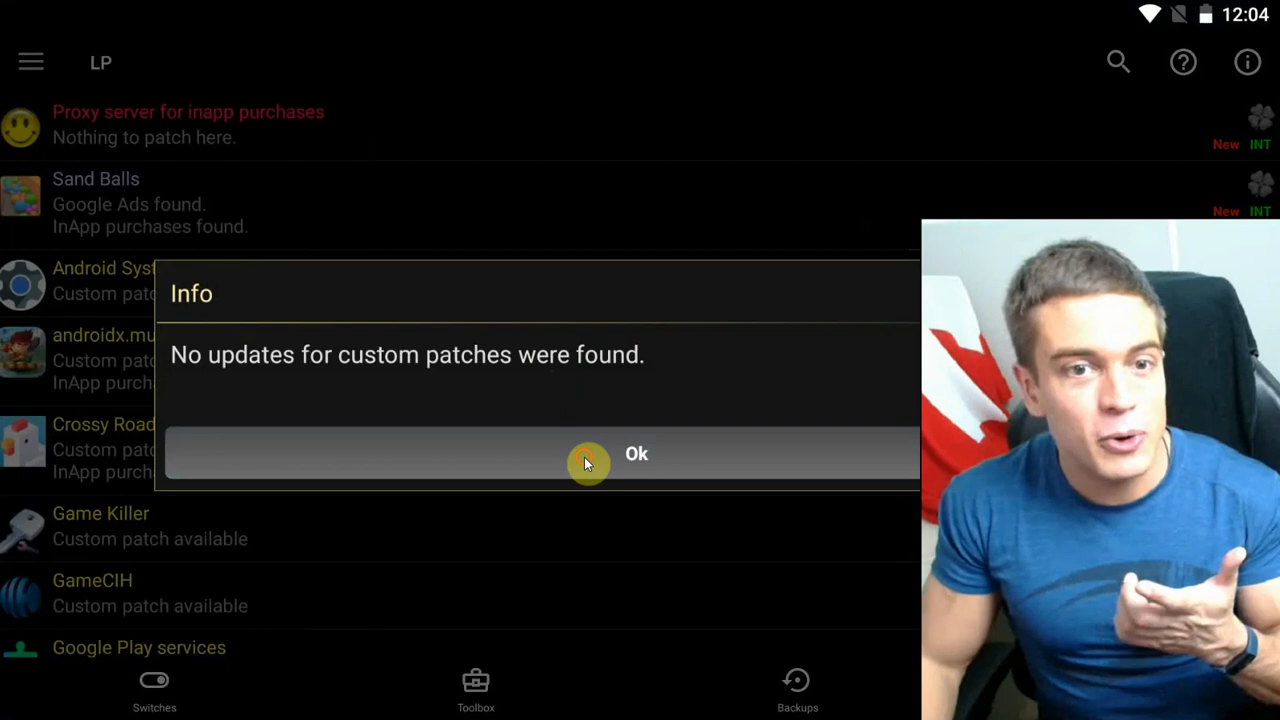 12:04
LP
Proxy server for inapp purchases
Nothing to patch here.
New INT
Sand Balls
Google Ads found.
InApp purchases found.
New INT
Android Syst
Custom patc
androidx.mu
Custom patc
InApp purch
Info
No updates for custom patches were found.
Ok
Crossy Road
Custom patc
InApp purch
Game Killer
Custom patch available
GameCIH
Custom patch available
Google Play services
Switches
Toolbox
Backups